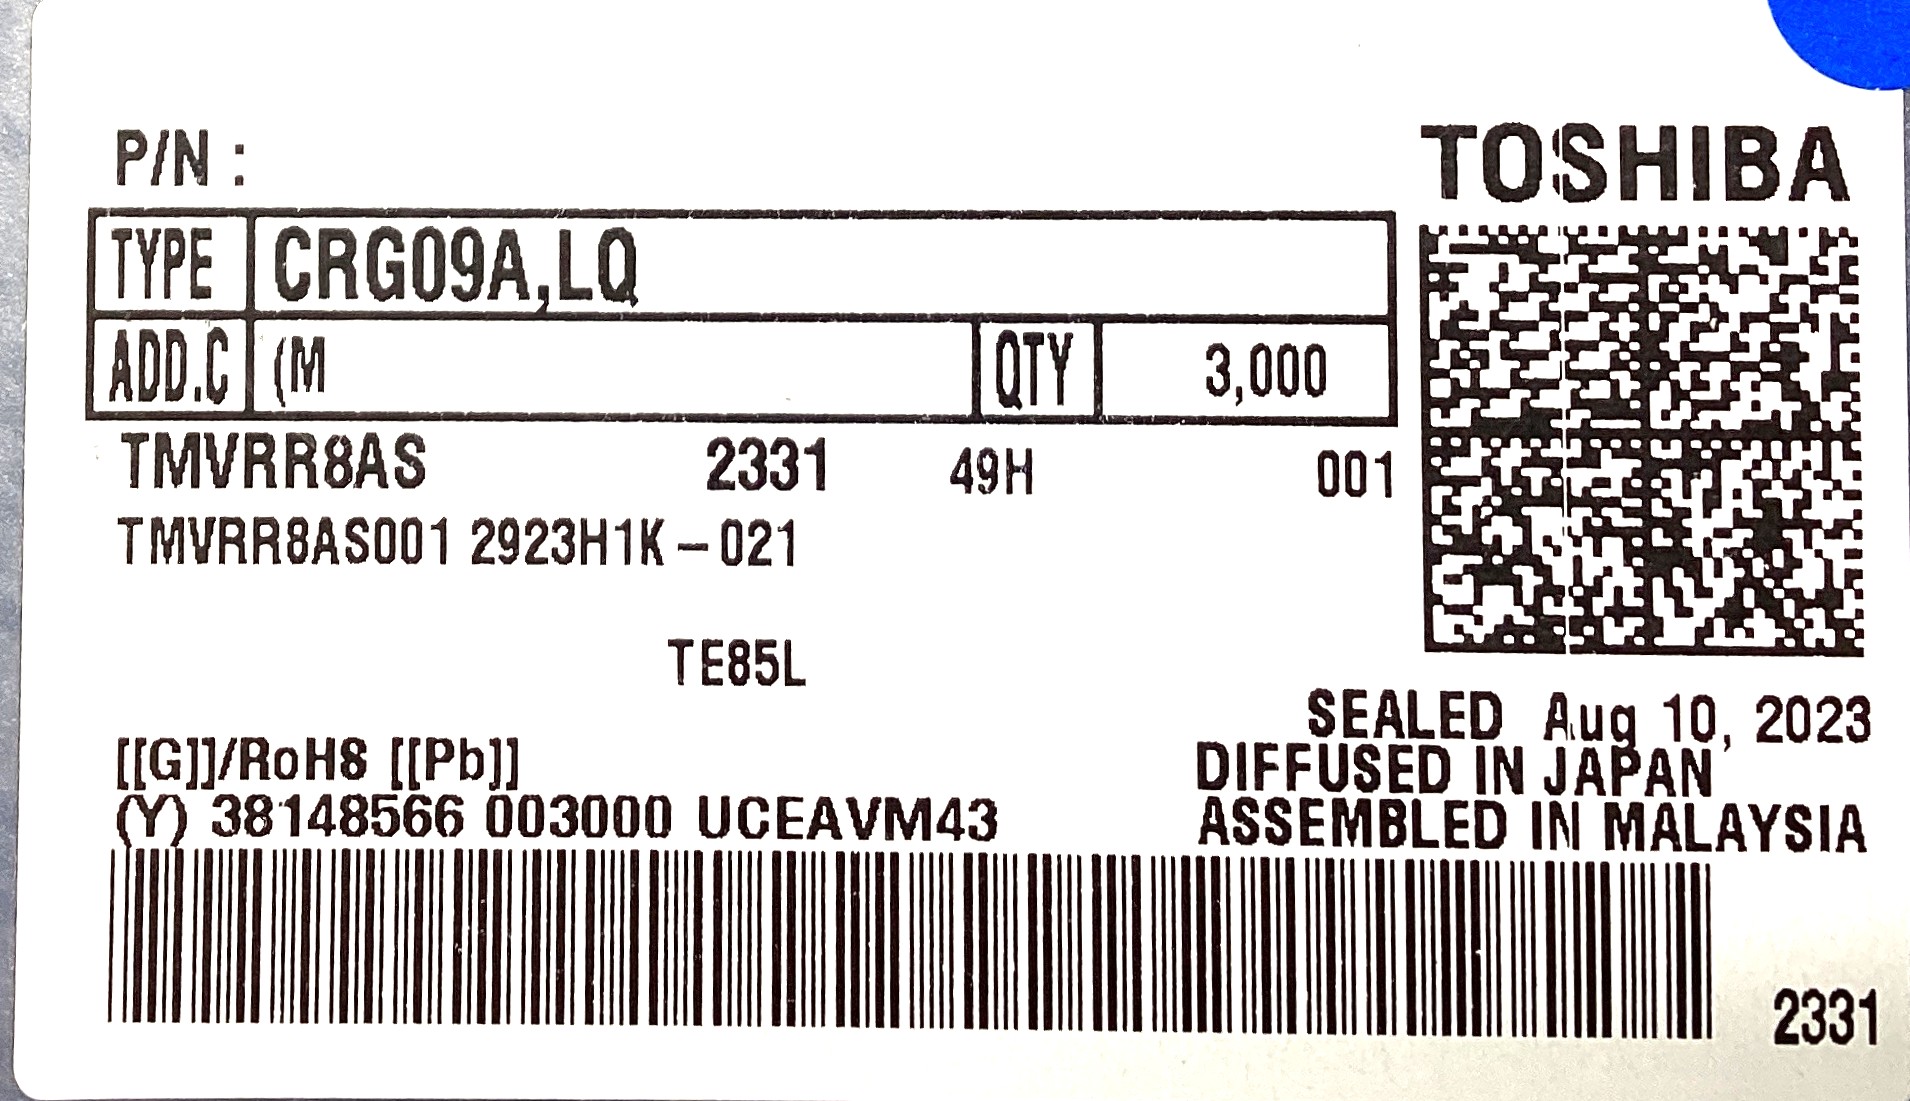 P/N :
TOSHIBA
TYPE CRG09A,LQ
ADD.C (M QTY 3,000
TMVRR8AS 2331 49H 001
TMVRR8AS001 2923H1K-021
TE85L
SEALED Aug 10, 2023
[[G]]/RoHS [[Pb]]
DIFFUSED IN JAPAN
(Y) 38148566 003000 UCEAVM43
ASSEMBLED IN MALAYSIA
2331